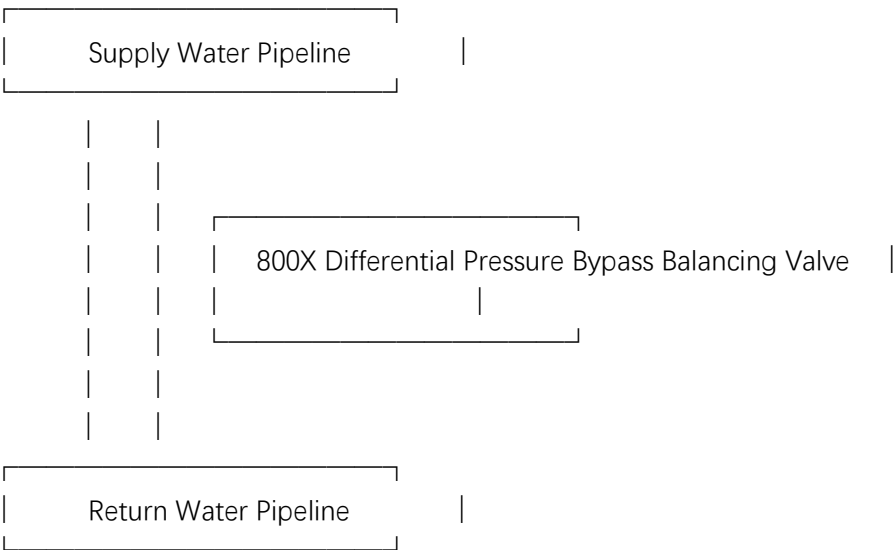 Supply Water Pipeline
800X Differential Pressure Bypass Balancing Valve
Return Water Pipeline